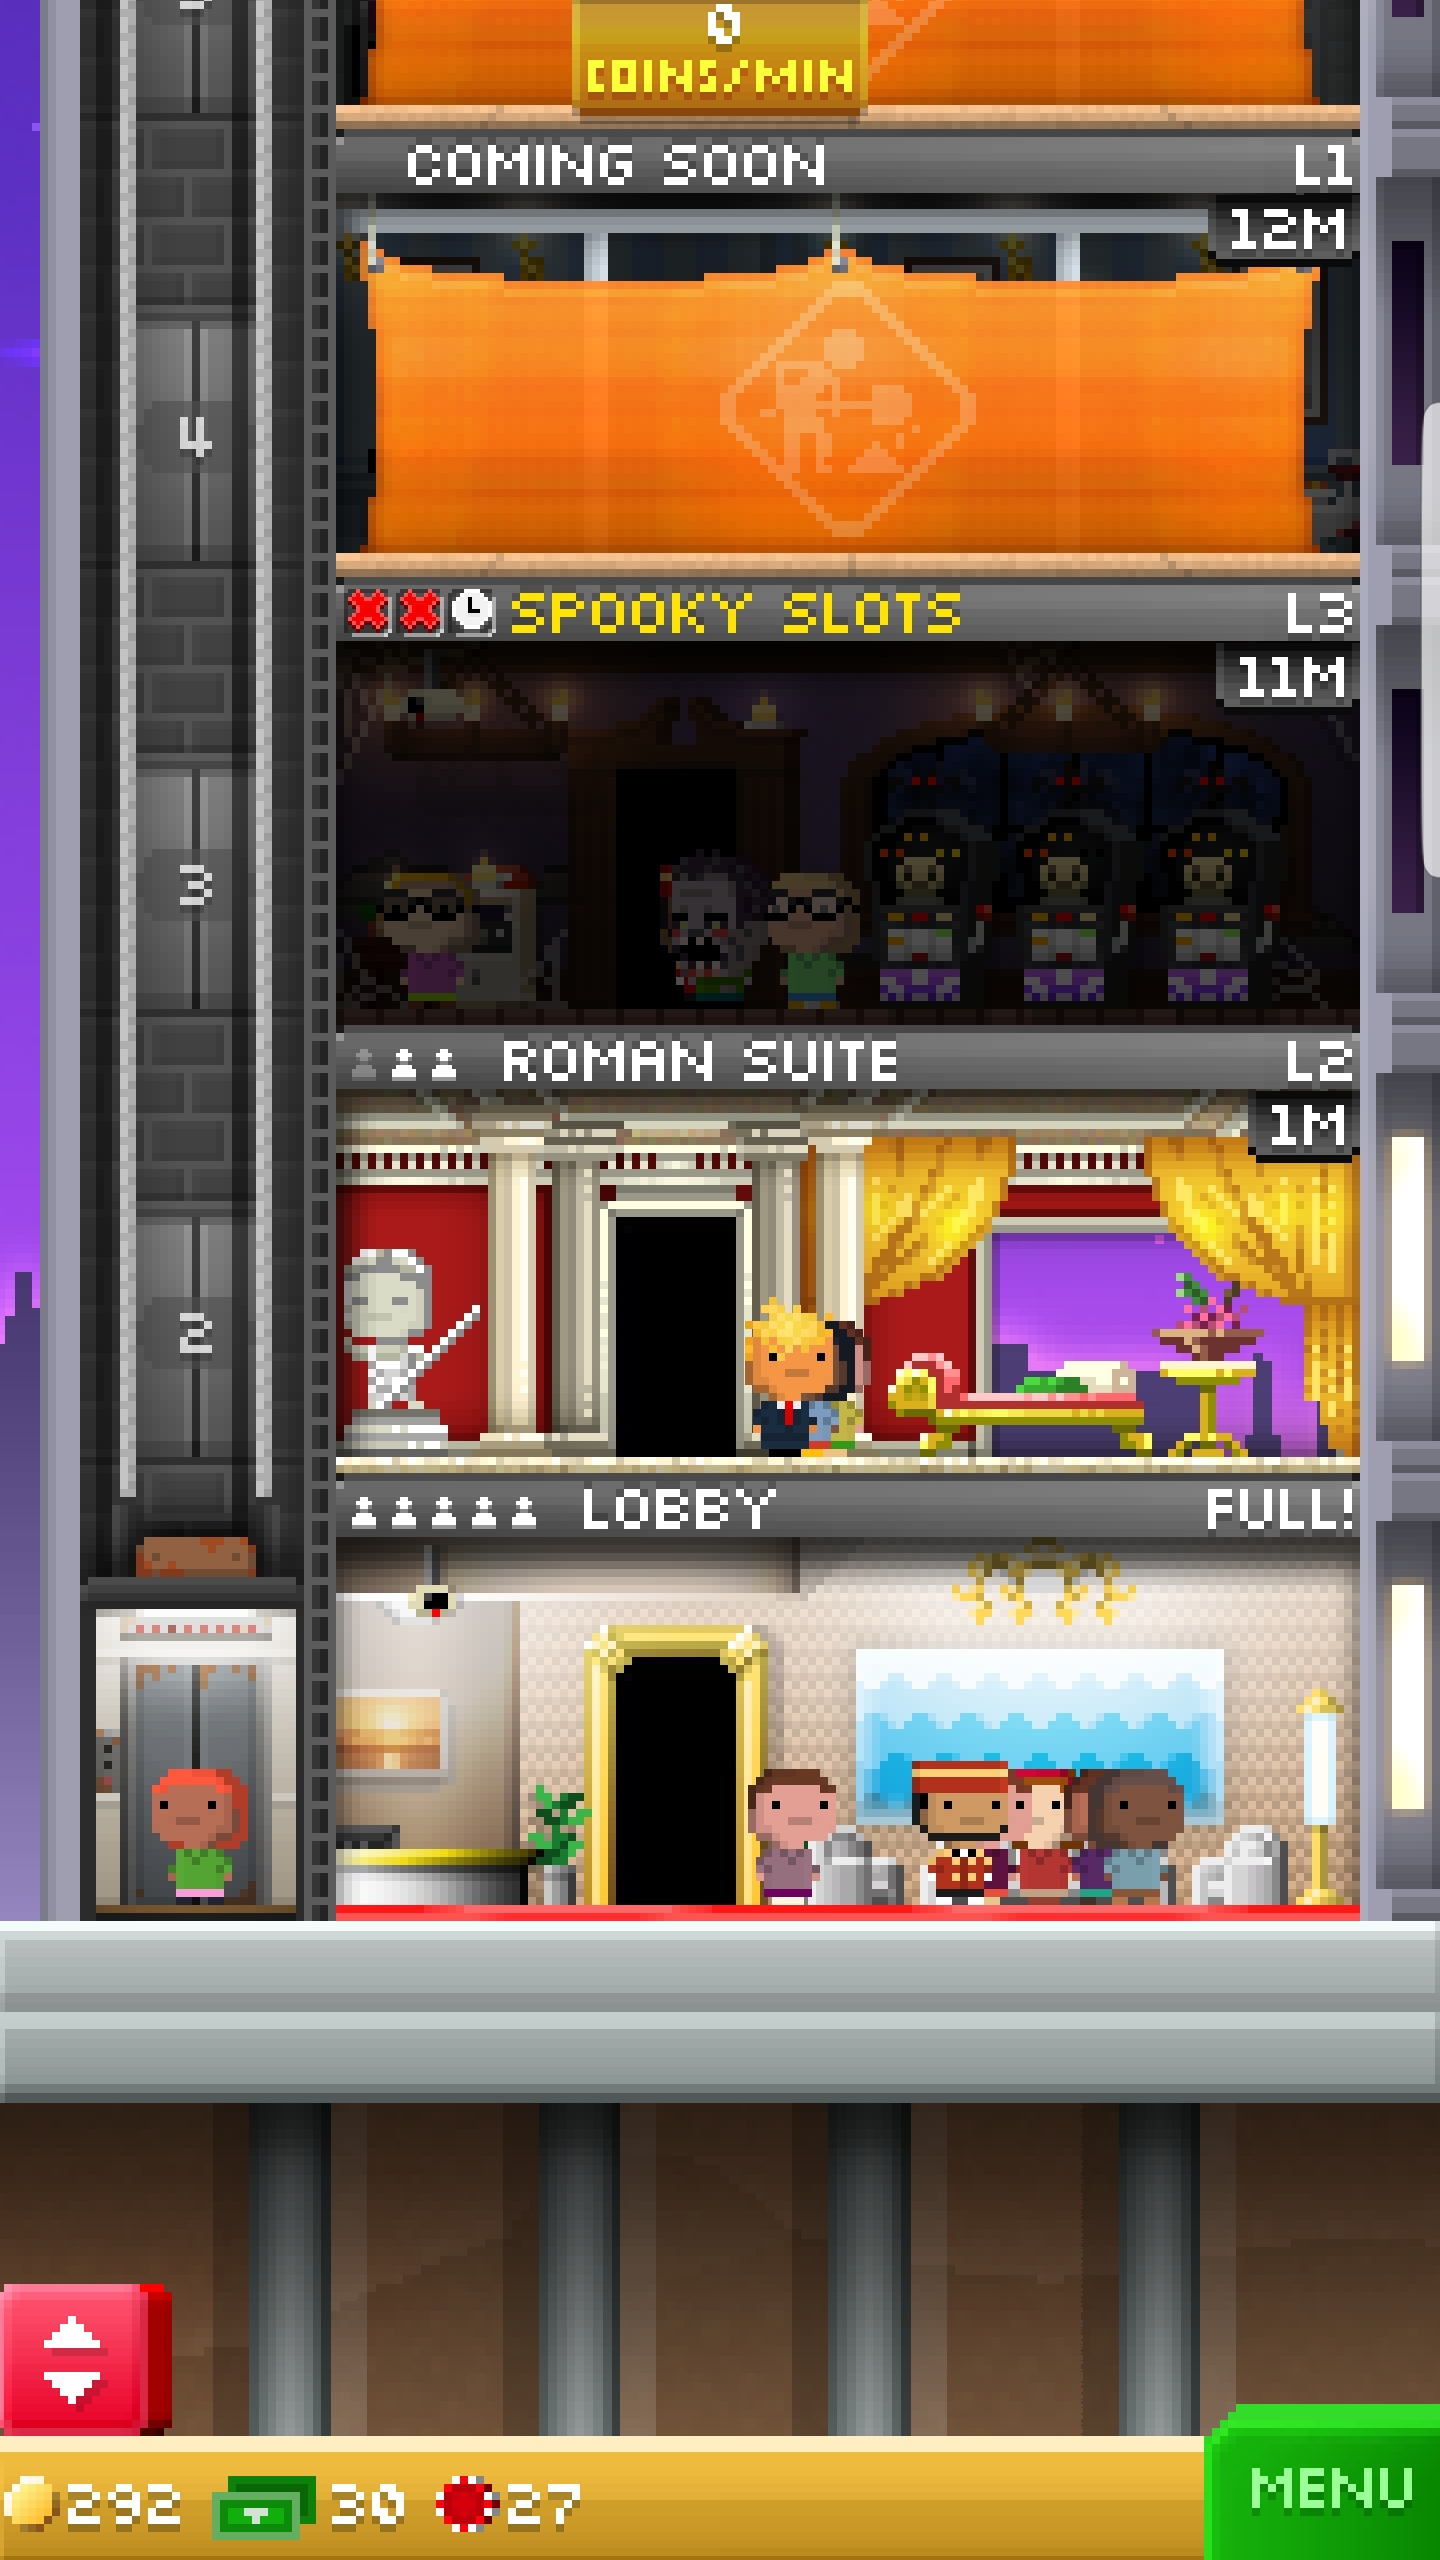 0
COINS/MIN
COMING SOON L1
12M
4
SPOOKY SLOTS L3
11M
3
ROMAN SUITE L2
1M
2
LOBBY FULL!
292 30 27
MENU